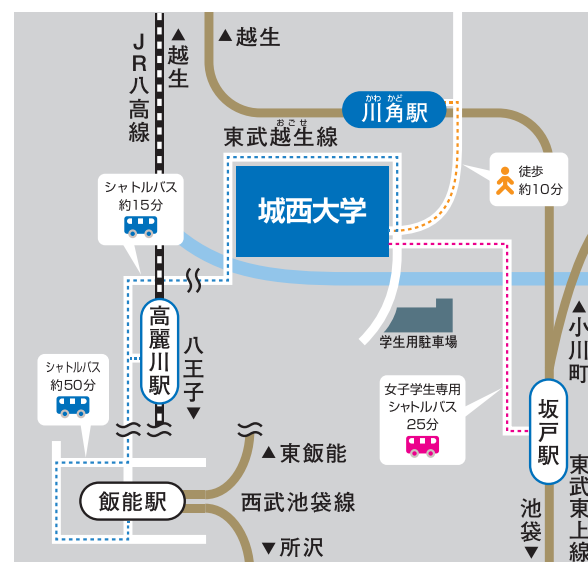 JR八高線
▲越生
▲越生
かわ かど
川角駅
おごせ
東武越生線
徒歩
約10分
シャトルバス
約15分
城西大学
高麗川駅
八王子▼
学生用駐車場
▲小川町
シャトルバス
約50分
女子学生専用
シャトルバス
25分
坂戸駅
▲東飯能
飯能駅
西武池袋線
▼所沢
池袋▼
東武東上線